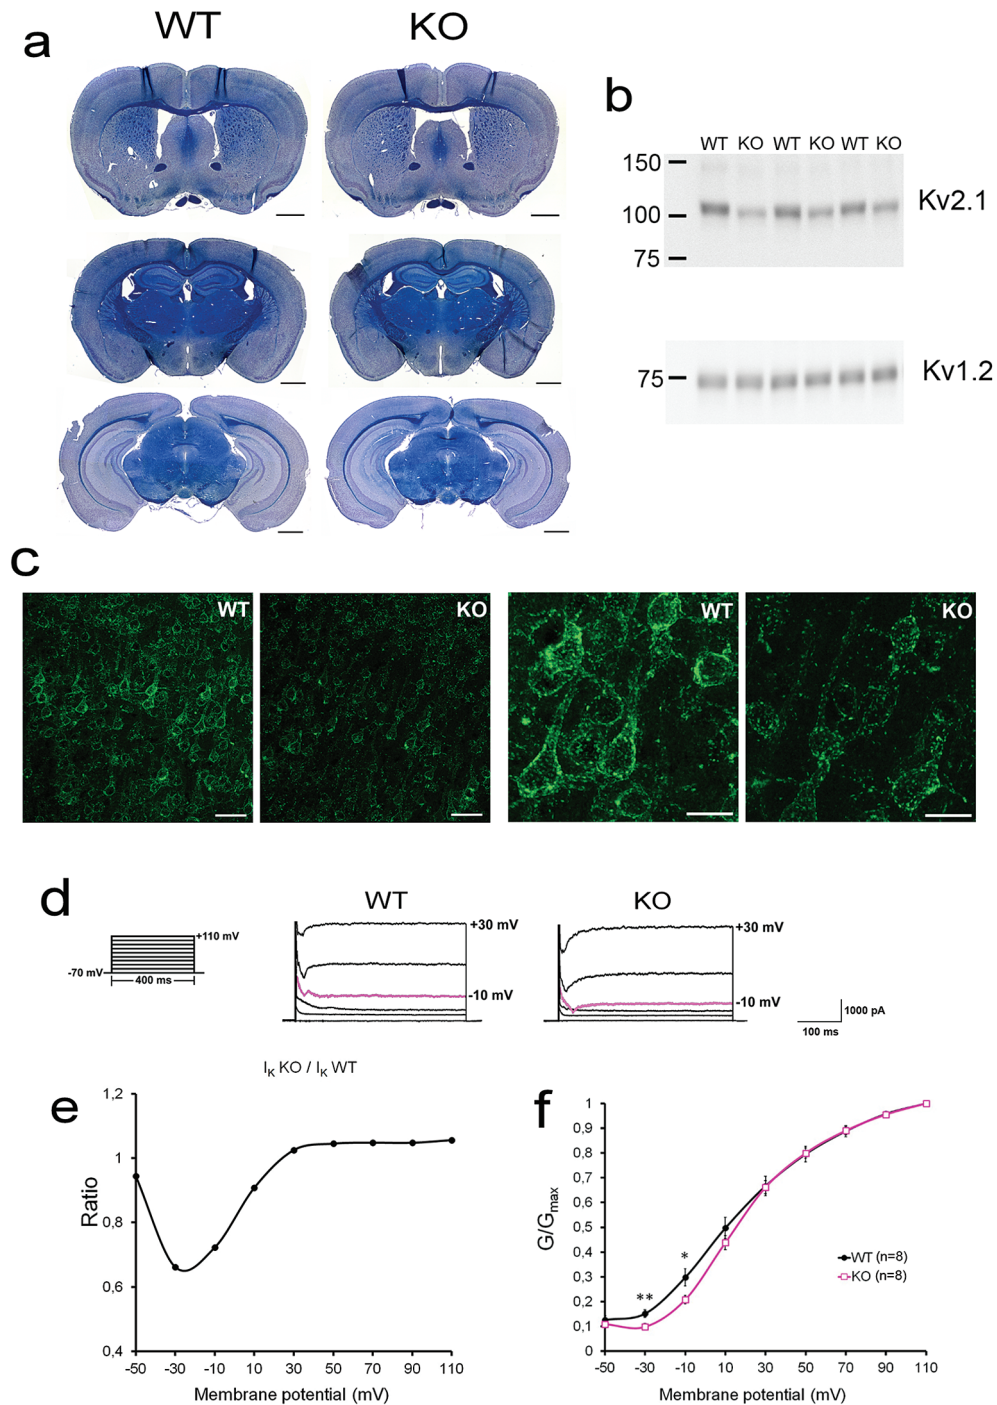 a
WT KO
b
WT KO WT KO WT KO
150
100
75
Kv2.1
75
Kv1.2
c
WT
KO
WT
KO
d
WT KO
+110 mV
-70 mV
400 ms
+30 mV
-10 mV
+30 mV
-10 mV
1000 pA
100 ms
e
I_K KO / I_K WT
1,2
1
0,8
0,6
0,4
Ratio
-50 -30 -10 10 30 50 70 90 110
Membrane potential (mV)
f
1
0,9
0,8
0,7
0,6
0,5
0,4
0,3
0,2
0,1
0
G/Gmax
**
*
WT (n=8)
KO (n=8)
-50 -30 -10 10 30 50 70 90 110
Membrane potential (mV)